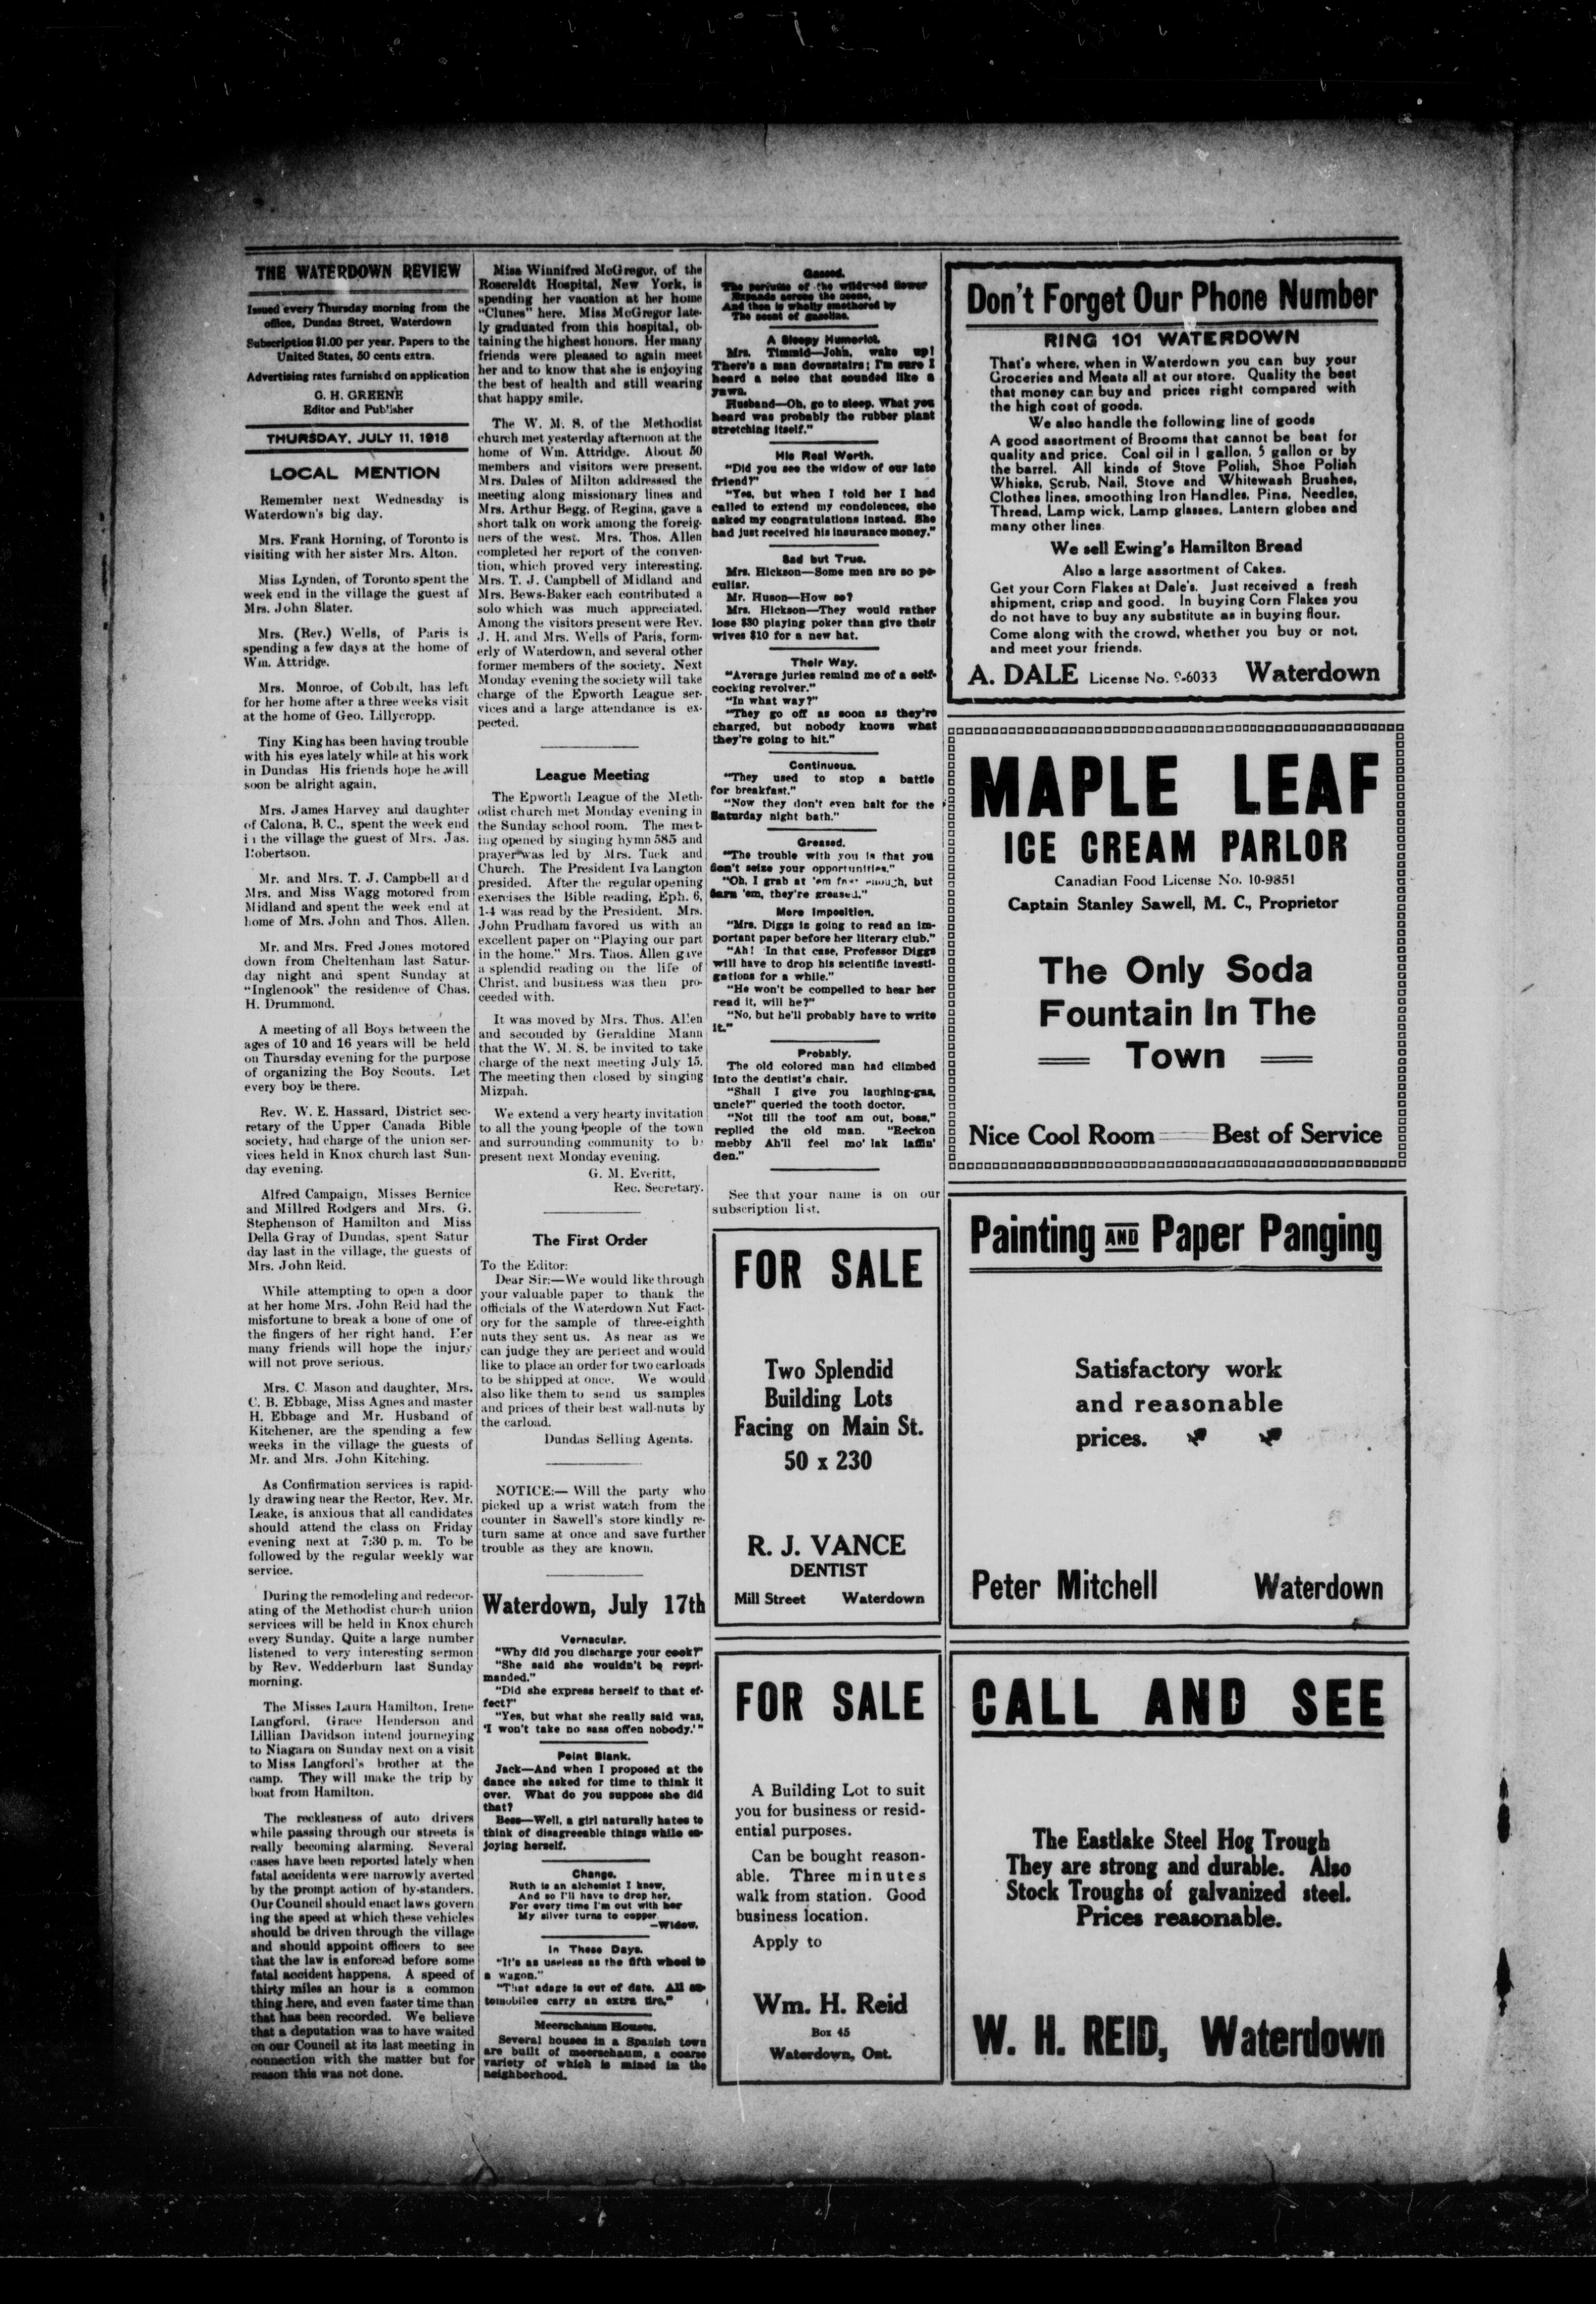 THE WATERDOWN REVIEW
Issued every Thursday morning from the
office, Dundas Street, Waterdown
Subscription $1.00 per year. Papers to the
United States, 50 cents extra.
Advertising rates furnished on application
G. H. GREENE
Editor and Publisher
THURSDAY, JULY 11, 1918
LOCAL MENTION
Remember next Wednesday is
Waterdown's big day.
Mrs. Frank Horning, of Toronto is
visiting with her sister Mrs. Alton.
Miss Lynden, of Toronto spent the
week end in the village the guest af
Mrs. John Slater.
Mrs. (Rev.) Wells, of Paris is
spending a few days at the home of
Wm. Attridge.
Mrs. Monroe, of Cobalt, has left
for her home after a three weeks visit
at the home of Geo. Lillycropp.
Tiny King has been having trouble
with his eyes lately while at his work
in Dundas His friends hope he will
soon be alright again,
Mrs. James Harvey and daughter
of Calona, B. C., spent the week end
in the village the guest of Mrs. Jas.
Robertson.
Mr. and Mrs. T. J. Campbell and
Mrs. and Miss Wagg motored from
Midland and spent the week end at
home of Mrs. John and Thos. Allen.
Mr. and Mrs. Fred Jones motored
down from Cheltenham last Satur-
day night and spent Sunday at
"Inglenook" the residence of Chas.
H. Drummond.
A meeting of all Boys between the
ages of 10 and 16 years will be held
on Thursday evening for the purpose
of organizing the Boy Scouts. Let
every boy be there.
Rev. W. E. Hassard, District sec-
retary of the Upper Canada Bible
society, had charge of the union ser-
vices held in Knox church last Sun-
day evening.
Alfred Campaign, Misses Bernice
and Millred Rodgers and Mrs. G.
Stephenson of Hamilton and Miss
Della Gray of Dundas, spent Satur
day last in the village, the guests of
Mrs. John Reid.
While attempting to open a door
at her home Mrs. John Reid had the
misfortune to break a bone of one of
the fingers of her right hand. Her
many friends will hope the injury
will not prove serious.
Mrs. C. Mason and daughter, Mrs.
C. B. Ebbage, Miss Agnes and master
H. Ebbage and Mr. Husband of
Kitchener, are the spending a few
weeks in the village the guests of
Mr. and Mrs. John Kitching.
As Confirmation services is rapid-
ly drawing near the Rector, Rev. Mr.
Leake, is anxious that all candidates
should attend the class on Friday
evening next at 7:30 p. m. To be
followed by the regular weekly war
service.
During the remodeling and redecor-
ating of the Methodist church union
services will be held in Knox church
every Sunday. Quite a large number
listened to very interesting sermon
by Rev. Wedderburn last Sunday
morning.
The Misses Laura Hamilton, Irene
Langford, Grace Henderson and
Lillian Davidson intend journeying
to Niagara on Sunday next on a visit
to Miss Langford's brother at the
camp. They will make the trip by
boat from Hamilton.
The recklesness of auto drivers
while passing through our streets is
really becoming alarming. Several
cases have been reported lately when
fatal accidents were narrowly averted
by the prompt action of by-standers.
Our Council should enact laws govern
ing the speed at which these vehicles
should be driven through the village
and should appoint officers to see
that the law is enforced before some
fatal accident happens. A speed of
thirty miles an hour is a common
thing here, and even faster time than
that has been recorded. We believe
that a deputation was to have waited
on our Council at its last meeting in
connection with the matter but for
reason this was not done.
Miss Winnifred McGregor, of the
Roosevelt Hospital, New York, is
spending her vacation at her home
"Clunes" here. Miss McGregor late-
ly graduated from this hospital, ob-
taining the highest honors. Her many
friends were pleased to again meet
her and to know that she is enjoying
the best of health and still wearing
that happy smile.
The W. M. S. of the Methodist
church met yesterday afternoon at the
home of Wm. Attridge. About 50
members and visitors were present.
Mrs. Dales of Milton addressed the
meeting along missionary lines and
Mrs. Arthur Begg, of Regina, gave a
short talk on work among the foreig-
ners of the west. Mrs. Thos. Allen
completed her report of the conven-
tion, which proved very interesting.
Mrs. T. J. Campbell of Midland and
Mrs. Bews-Baker each contributed a
solo which was much appreciated.
Among the visitors present were Rev.
J. H. and Mrs. Wells of Paris, form-
erly of Waterdown, and several other
former members of the society. Next
Monday evening the society will take
charge of the Epworth League ser-
vices and a large attendance is ex-
pected.
League Meeting
The Epworth League of the Meth-
odist church met Monday evening in
the Sunday school room. The meet-
ing opened by singing hymn 585 and
prayer was led by Mrs. Tuck and
Church. The President Iva Langton
presided. After the regular opening
exercises the Bible reading, Eph. 6,
1-4 was read by the President. Mrs.
John Prudham favored us with an
excellent paper on "Playing our part
in the home." Mrs. Thos. Allen give
a splendid reading on the life of
Christ, and business was then pro-
ceeded with.
It was moved by Mrs. Thos. Allen
and seconded by Geraldine Mann
that the W. M. S. be invited to take
charge of the next meeting July 15.
The meeting then closed by singing
Mizpah.
We extend a very hearty invitation
to all the young people of the town
and surrounding community to be
present next Monday evening.
G. M. Everitt,
Rec. Secretary.
The First Order
To the Editor:
Dear Sir:—We would like through
your valuable paper to thank the
officials of the Waterdown Nut Fact-
ory for the sample of three-eighth
nuts they sent us. As near as we
can judge they are perfect and would
like to place an order for two carloads
to be shipped at once. We would
also like them to send us samples
and prices of their best wall-nuts by
the carload.
Dundas Selling Agents.
NOTICE:— Will the party who
picked up a wrist watch from the
counter in Sawell's store kindly re-
turn same at once and save further
trouble as they are known.
Waterdown, July 17th
Vernacular.
"Why did you discharge your cook?"
"She said she wouldn't be repri-
manded."
"Did she express herself to that ef-
fect?"
"Yes, but what she really said was,
'I won't take no sass offen nobody.'"
Point Blank.
Jack—And when I proposed at the
dance she asked for time to think it
over. What do you suppose she did
that?
Bess—Well, a girl naturally hates to
think of disagreeable things while en-
joying herself.
Change.
Ruth is an alchemist I know,
And so I'll have to drop her,
For every time I'm out with her
My silver turns to copper.
—Widow.
In These Days.
"It's as useless as the fifth wheel to
a wagon."
"That adage is out of date. All au-
tomobiles carry an extra tire."
Meerschaum Houses.
Several houses in a Spanish town
are built of meerschaum, a coarse
variety of which is mined in the
neighborhood.
Gassed.
The perfume of the wildwood flower
Expands across the scene,
And then is wholly smothered by
The scent of gasoline.
A Sleepy Humorist.
Mrs. Timmid—John, wake up!
There's a man downstairs; I'm sure I
heard a noise that sounded like a
yawn.
Husband—Oh, go to sleep. What you
heard was probably the rubber plant
stretching itself."
His Real Worth.
"Did you see the widow of our late
friend?"
"Yes, but when I told her I had
called to extend my condolences, she
asked my congratulations instead. She
had just received his insurance money."
Sad but True.
Mrs. Hickson—Some men are so pe-
culiar.
Mr. Huson—How so?
Mrs. Hickson—They would rather
lose $80 playing poker than give their
wives $10 for a new hat.
Their Way.
"Average juries remind me of a self-
cocking revolver."
"In what way?"
"They go off as soon as they're
charged, but nobody knows what
they're going to hit."
Continuous.
"They used to stop a battle
for breakfast."
"Now they don't even halt for the
Saturday night bath."
Greased.
"The trouble with you is that you
don't seize your opportunities."
"Oh, I grab at 'em fast enough, but
darn 'em, they're greased."
More Imposition.
"Mrs. Diggs is going to read an im-
portant paper before her literary club."
"Ah! In that case, Professor Diggs
will have to drop his scientific investi-
gations for a while."
"He won't be compelled to hear her
read it, will he?"
"No, but he'll probably have to write
it."
Probably.
The old colored man had climbed
into the dentist's chair.
"Shall I give you laughing-gas,
uncle?" queried the tooth doctor.
"Not till the toof am out, boss,"
replied the old man. "Reckon
mebby Ah'll feel mo' lak laffin'
den."
See that your name is on our
subscription list.
FOR SALE
Two Splendid
Building Lots
Facing on Main St.
50 x 230
R. J. VANCE
DENTIST
Mill Street Waterdown
FOR SALE
A Building Lot to suit
you for business or resid-
ential purposes.
Can be bought reason-
able. Three minutes
walk from station. Good
business location.
Apply to
Wm. H. Reid
Box 45
Waterdown, Ont.
Don't Forget Our Phone Number
RING 101 WATERDOWN
That's where, when in Waterdown you can buy your
Groceries and Meats all at our store. Quality the best
that money can buy and prices right compared with
the high cost of goods.
We also handle the following line of goods
A good assortment of Brooms that cannot be beat for
quality and price. Coal oil in 1 gallon, 5 gallon or by
the barrel. All kinds of Stove Polish, Shoe Polish
Whisks, Scrub, Nail, Stove and Whitewash Brushes,
Clothes lines, smoothing Iron Handles, Pins, Needles,
Thread, Lamp wick, Lamp glasses, Lantern globes and
many other lines.
We sell Ewing's Hamilton Bread
Also a large assortment of Cakes.
Get your Corn Flakes at Dale's. Just received a fresh
shipment, crisp and good. In buying Corn Flakes you
do not have to buy any substitute as in buying flour.
Come along with the crowd, whether you buy or not,
and meet your friends.
A. DALE License No. -6033 Waterdown
MAPLE LEAF
ICE CREAM PARLOR
Canadian Food License No. 10-9851
Captain Stanley Sawell, M. C., Proprietor
The Only Soda
Fountain In The
Town
Nice Cool Room Best of Service
Painting AND Paper Panging
Satisfactory work
and reasonable
prices.
Peter Mitchell Waterdown
CALL AND SEE
The Eastlake Steel Hog Trough
They are strong and durable. Also
Stock Troughs of galvanized steel.
Prices reasonable.
W. H. REID, Waterdown